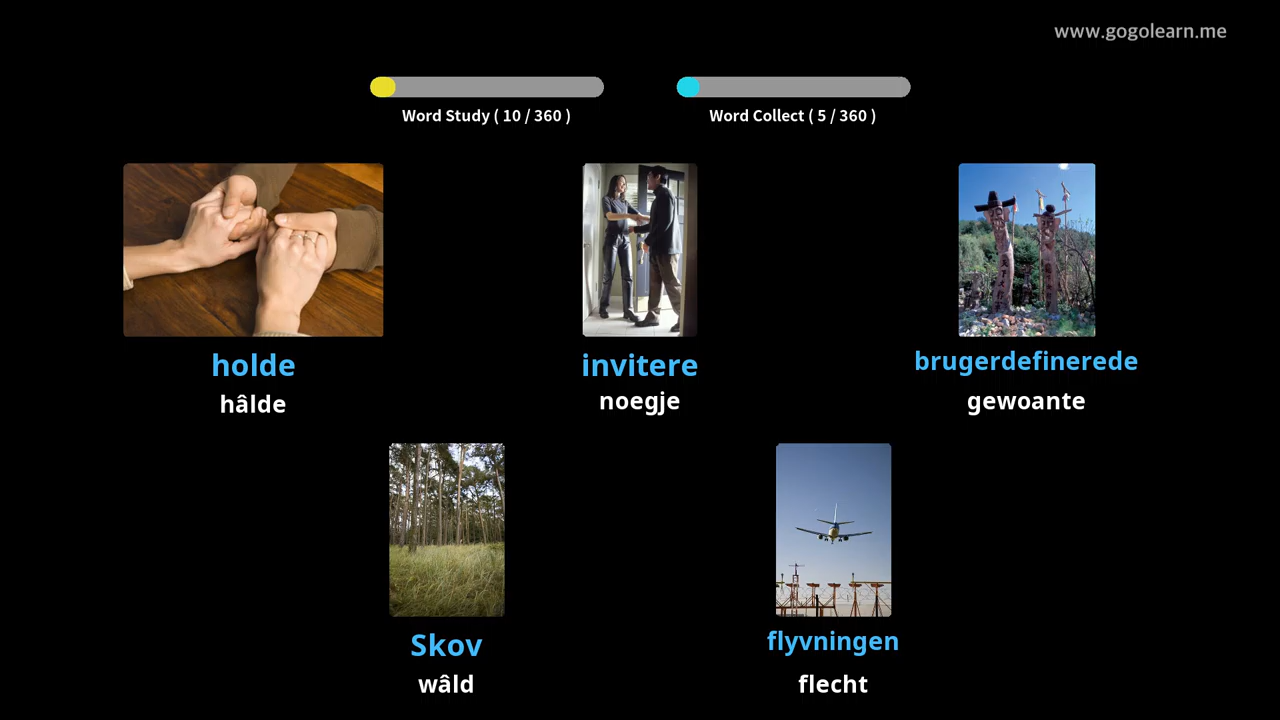 www.gogolearn.me
Word Study ( 10 / 360 )
Word Collect ( 5 / 360 )
holde
hâlde
invitere
noegje
brugerdefinerede
gewoante
Skov
wâld
flyvningen
flecht